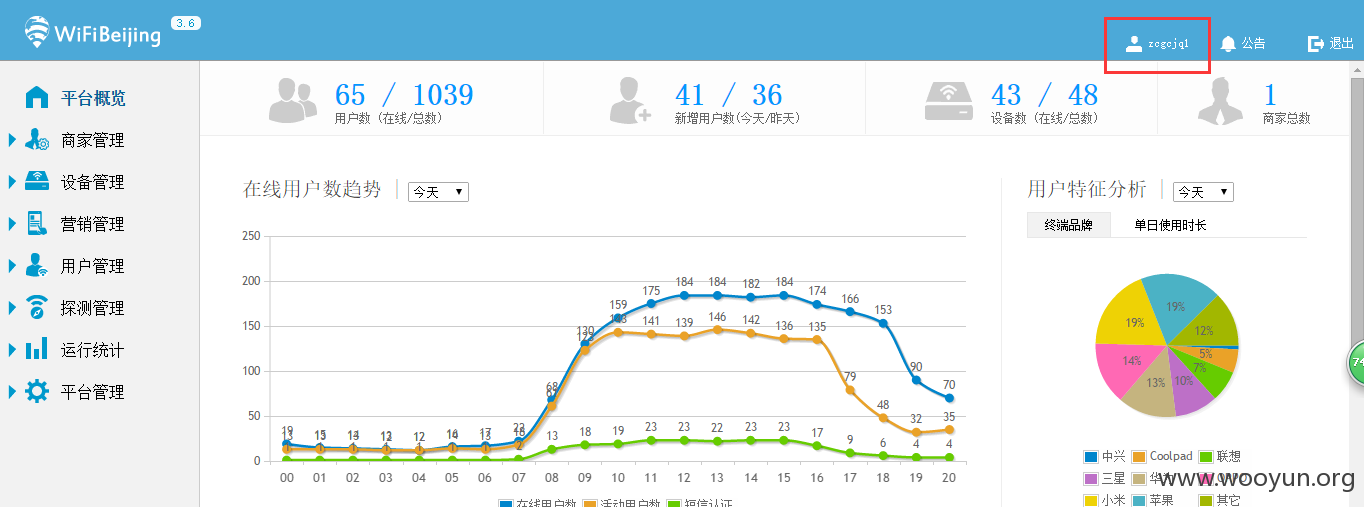 WiFiBeijing 3.6
zcgcjq1 公告 退出
平台概览
商家管理
设备管理
营销管理
用户管理
探测管理
运行统计
平台管理
65 / 1039
用户数（在线/总数）
41 / 36
新增用户数(今天/昨天)
43 / 48
设备数（在线/总数）
1
商家总数
在线用户数趋势 今天
250
200
150
100
50
0
19 15 14 13 12 16 17 22 68 130 159 175 184 184 182 184 174 166 153 90 70
13 13 13 12 12 14 13 18 61 123 143 141 139 146 142 136 135 79 48 32 35
2 13 18 19 23 23 22 23 23 17 9 6 4 4
00 01 02 03 04 05 06 07 08 09 10 11 12 13 14 15 16 17 18 19 20
在线用户数 活动用户数 短信认证
用户特征分析 今天
终端品牌 单日使用时长
19%
12%
5%
7%
10%
13%
14%
19%
中兴 Coolpad 联想
三星 华为 OPPO
小米 苹果 其它
74
www.wooyun.org